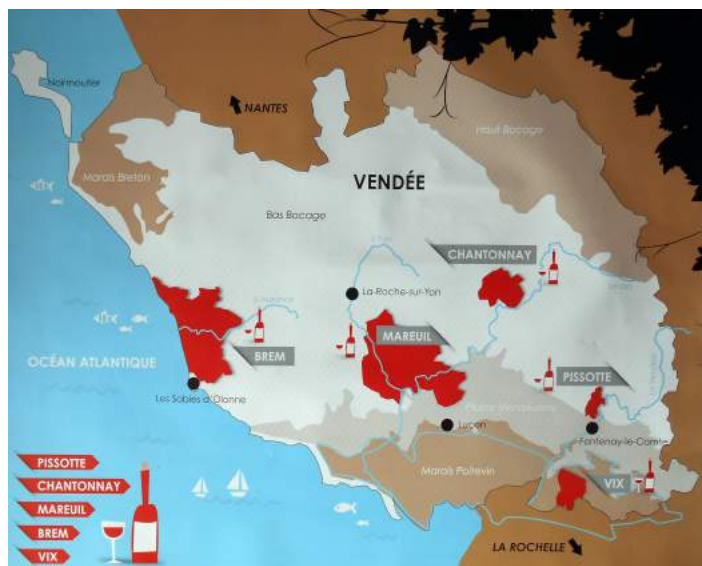 Noirmoutier
NANTES
Haut Bocage
Marais Breton
VENDÉE
Bas Bocage
L'Yon
CHANTONNAY
La-Roche-sur-Yon
MAREUIL
BREM
OCÉAN ATLANTIQUE
PISSOTTE
Les Sables d'Olonne
Luçon
Fontenay-le-Comte
Marais Poitevin
VIX
PISSOTTE
CHANTONNAY
MAREUIL
BREM
VIX
LA ROCHELLE